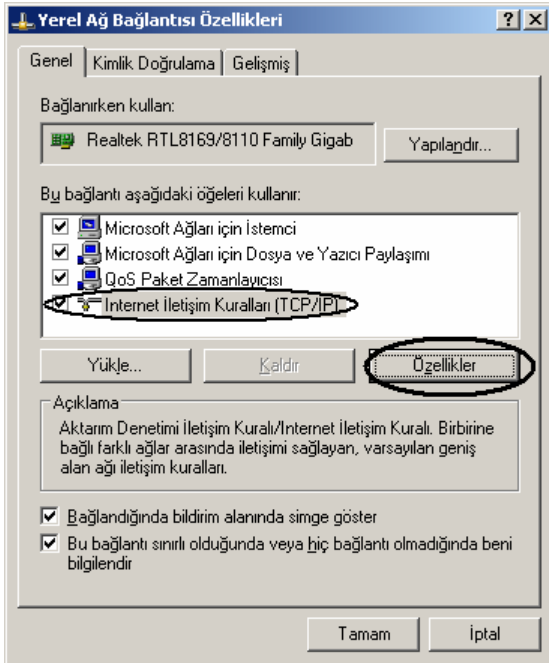 Yerel Ağ Bağlantısı Özellikleri
Genel Kimlik Doğrulama Gelişmiş
Bağlanırken kullan:
Realtek RTL8169/8110 Family Gigab Yapılandır...
Bu bağlantı aşağıdaki öğeleri kullanır:
Microsoft Ağları için İstemci
Microsoft Ağları için Dosya ve Yazıcı Paylaşımı
QoS Paket Zamanlayıcısı
Internet İletişim Kuralları (TCP/IP)
Yükle... Kaldır Özellikler
Açıklama
Aktarım Denetimi İletişim Kuralı/Internet İletişim Kuralı. Birbirine
bağlı farklı ağlar arasında iletişimi sağlayan, varsayılan geniş
alan ağı iletişim kuralları.
Bağlandığında bildirim alanında simge göster
Bu bağlantı sınırlı olduğunda veya hiç bağlantı olmadığında beni
bilgilendir
Tamam İptal